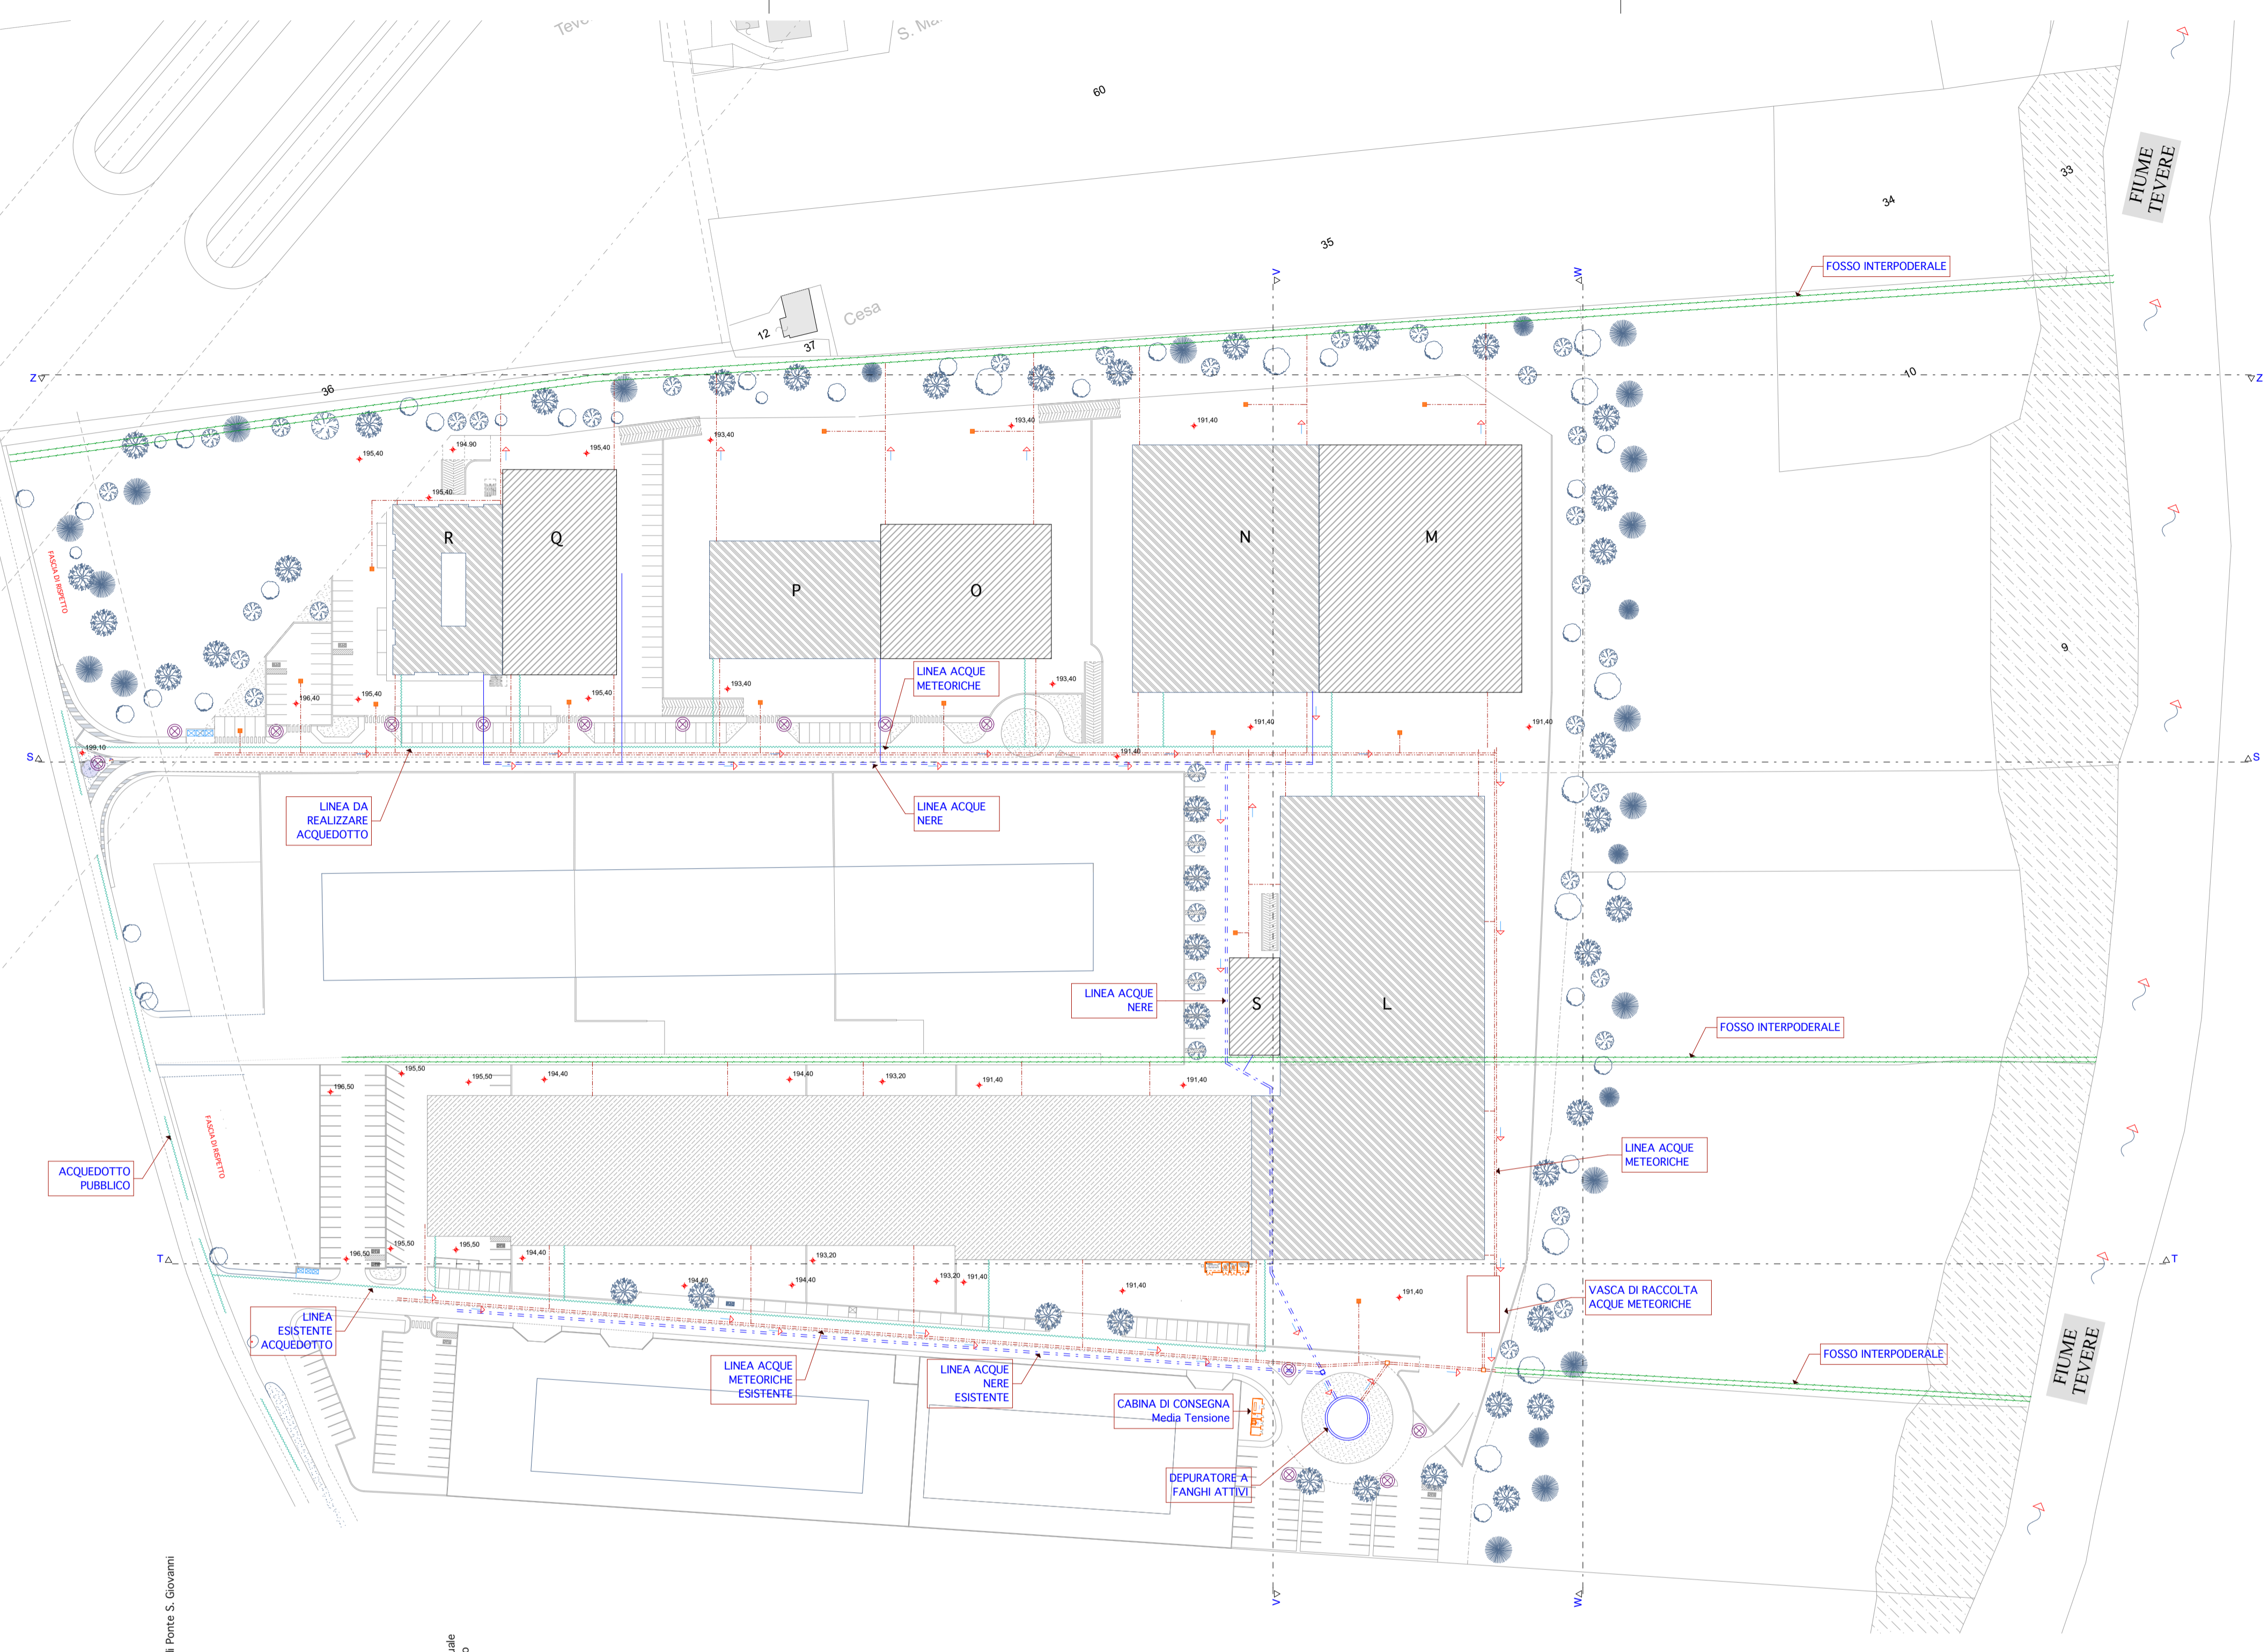 60
35
34
33
FIUME
TEVERE
FOSSO INTERPODERALE
V
W
Cesa
12
37
36
10
Z
Z
194.90
195,40
195,40
195,40
193,40
193,40
191,40
FASCIA DI RISPETTO
R
Q
P
O
N
M
9
LINEA ACQUE
METEORICHE
196,40
195,40
195,40
193,40
193,40
191,40
191,40
199,10
191,40
S
S
LINEA DA
REALIZZARE
ACQUEDOTTO
LINEA ACQUE
NERE
LINEA ACQUE
NERE
S
L
FOSSO INTERPODERALE
196,50
195,50
195,50
194,40
194,40
193,20
191,40
191,40
FASCIA DI RISPETTO
ACQUEDOTTO
PUBBLICO
LINEA ACQUE
METEORICHE
T
T
196,50
195,50
195,50
194,40
193,20
194,40
194,40
193,20
191,40
191,40
191,40
VASCA DI RACCOLTA
ACQUE METEORICHE
LINEA
ESISTENTE
ACQUEDOTTO
LINEA ACQUE
METEORICHE
ESISTENTE
LINEA ACQUE
NERE
ESISTENTE
FOSSO INTERPODERALE
FIUME
TEVERE
CABINA DI CONSEGNA
Media Tensione
DEPURATORE A
FANGHI ATTIVI
V
W
Ponte S. Giovanni